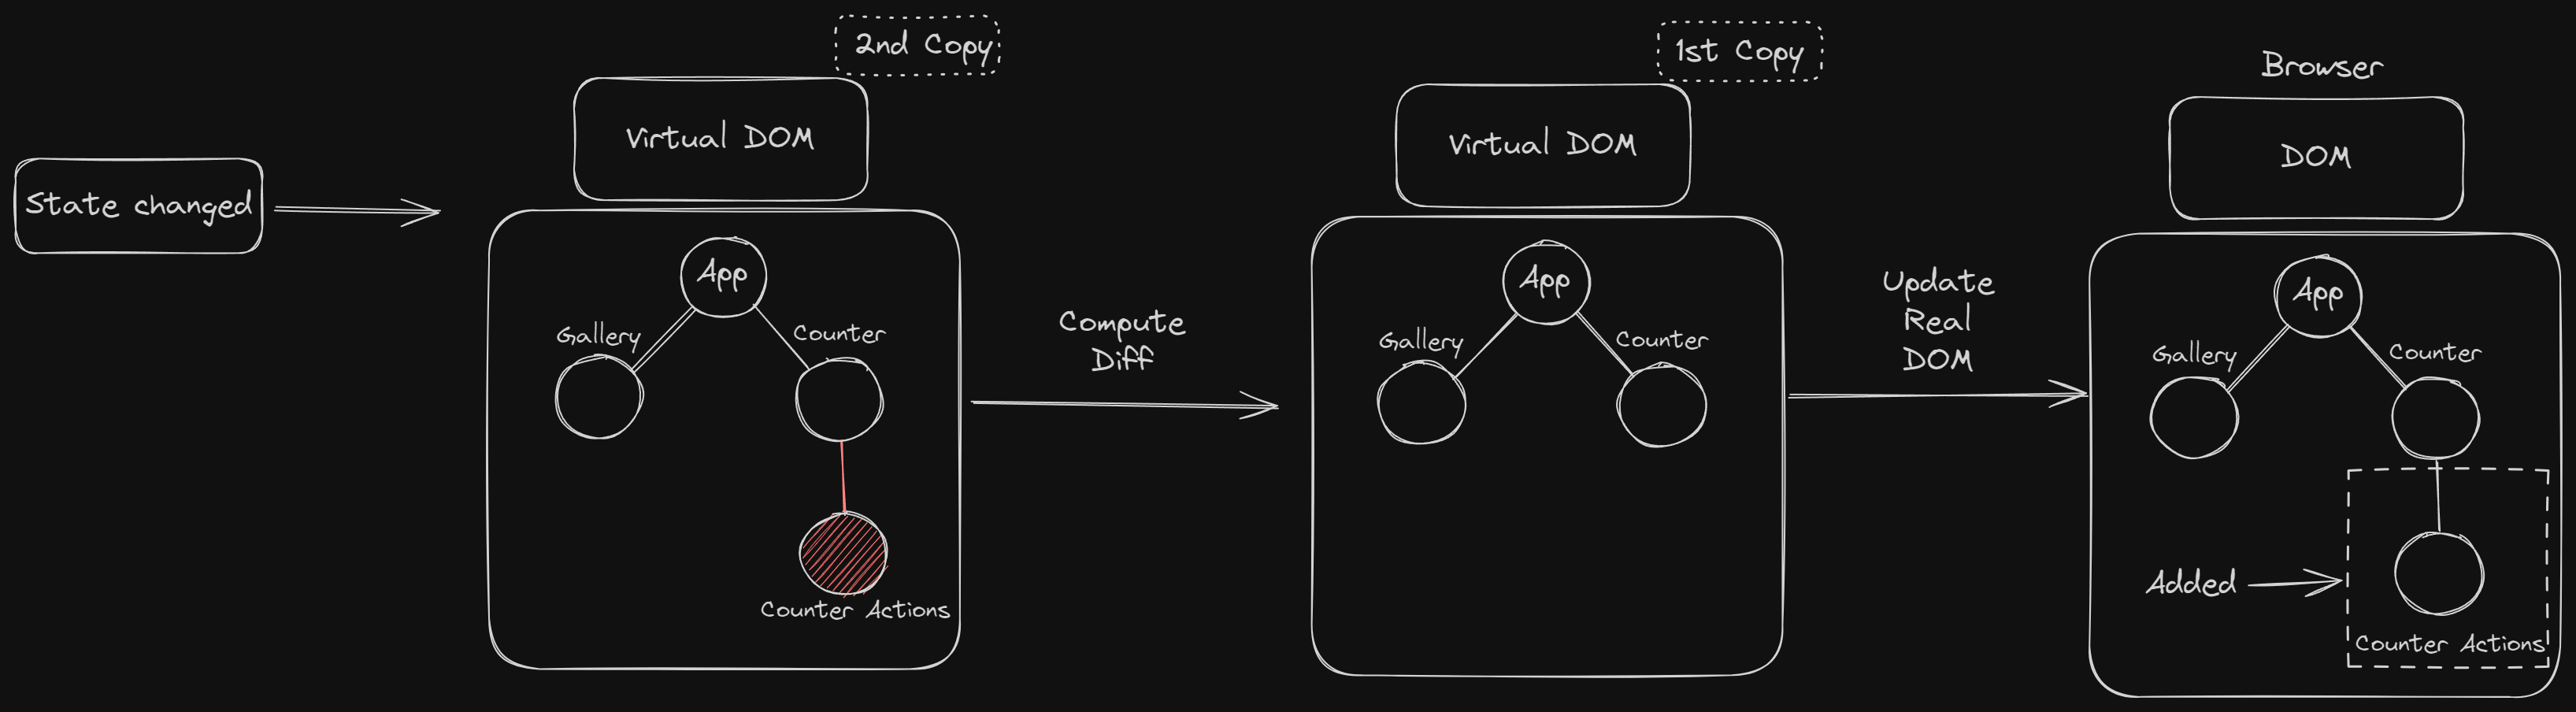 State changed
2nd Copy
Virtual DOM
App
Gallery
Counter
Counter Actions
Compute
Diff
1st Copy
Virtual DOM
App
Gallery
Counter
Update
Real
DOM
Browser
DOM
App
Gallery
Counter
Added
Counter Actions